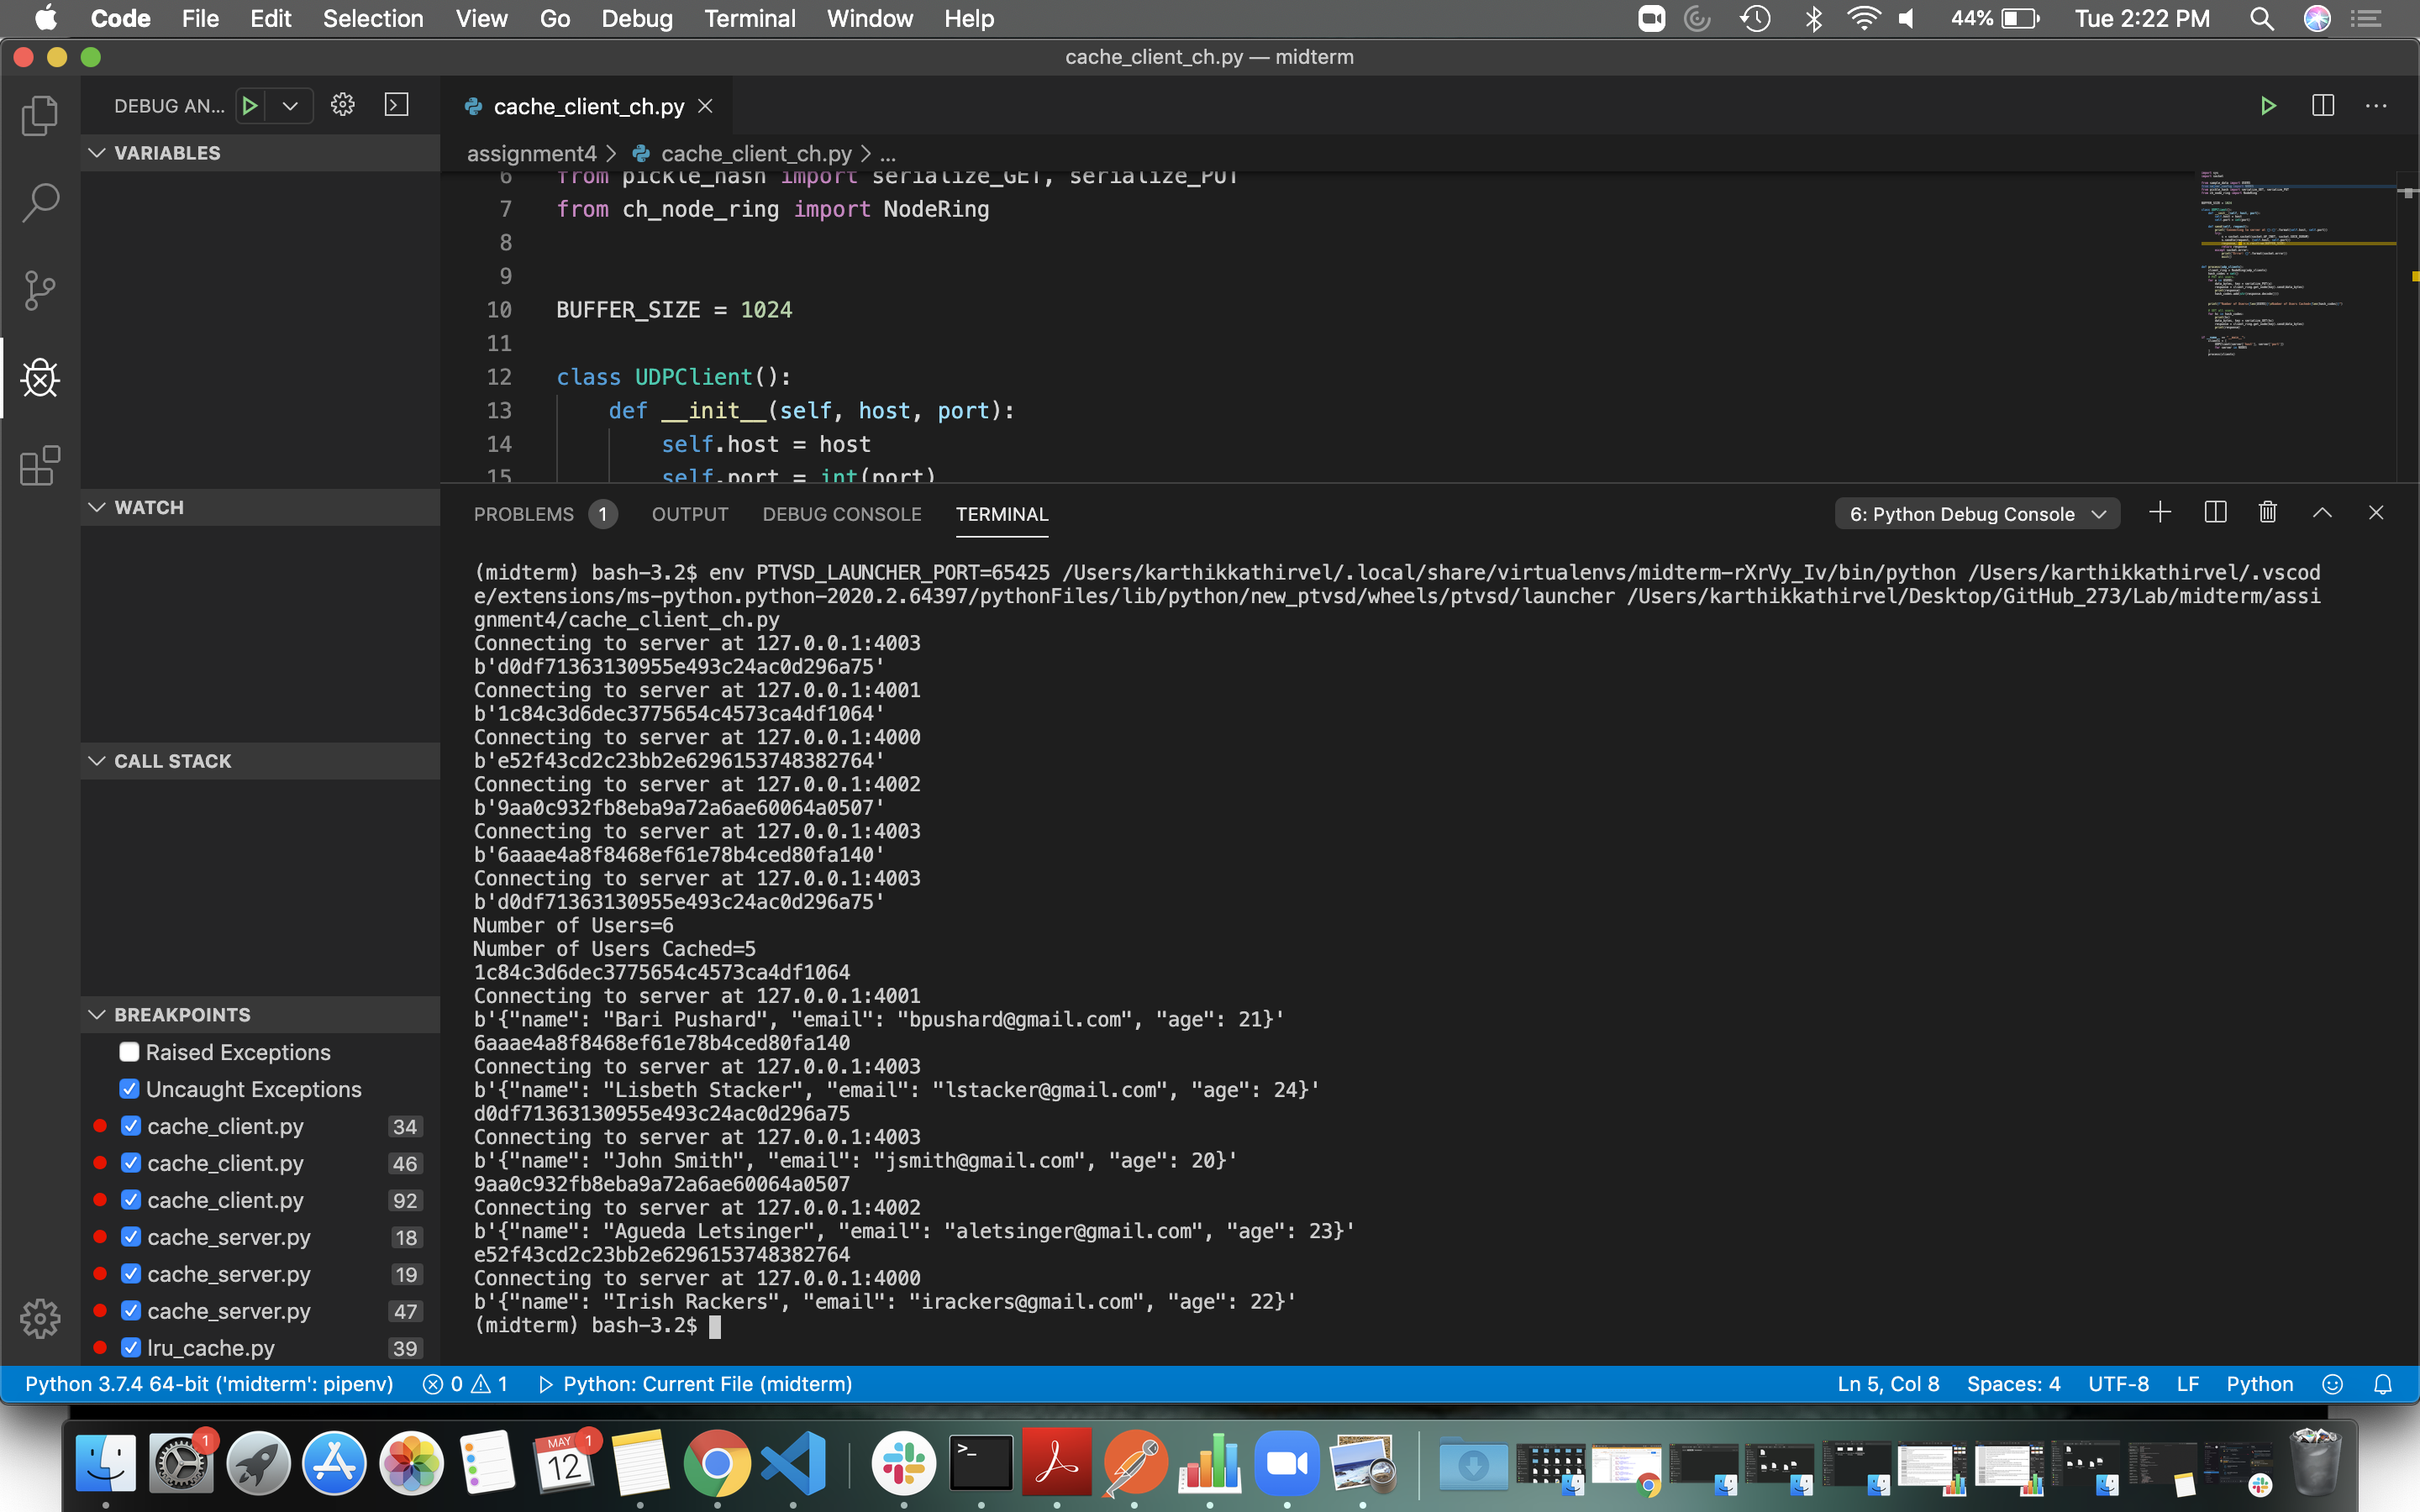 Code File Edit Selection View Go Debug Terminal Window Help 44% Tue 2:22 PM
cache_client_ch.py — midterm
DEBUG AN...
cache_client_ch.py
VARIABLES
assignment4 > cache_client_ch.py > ...
6 from pickle_hash import serialize_GET, serialize_PUT
7 from ch_node_ring import NodeRing
8
9
10 BUFFER_SIZE = 1024
11
12 class UDPClient():
13 def __init__(self, host, port):
14 self.host = host
15 self.port = int(port)
WATCH
PROBLEMS 1 OUTPUT DEBUG CONSOLE TERMINAL 6: Python Debug Console
(midterm) bash-3.2$ env PTVSD_LAUNCHER_PORT=65425 /Users/karthikkathirvel/.local/share/virtualenvs/midterm-rXrVy_Iv/bin/python /Users/karthikkathirvel/.vscod
e/extensions/ms-python.python-2020.2.64397/pythonFiles/lib/python/new_ptvsd/wheels/ptvsd/launcher /Users/karthikkathirvel/Desktop/GitHub_273/Lab/midterm/assi
gnment4/cache_client_ch.py
Connecting to server at 127.0.0.1:4003
b'd0df71363130955e493c24ac0d296a75'
Connecting to server at 127.0.0.1:4001
b'1c84c3d6dec3775654c4573ca4df1064'
Connecting to server at 127.0.0.1:4000
b'e52f43cd2c23bb2e6296153748382764'
Connecting to server at 127.0.0.1:4002
b'9aa0c932fb8eba9a72a6ae60064a0507'
Connecting to server at 127.0.0.1:4003
b'6aaae4a8f8468ef61e78b4ced80fa140'
Connecting to server at 127.0.0.1:4003
b'd0df71363130955e493c24ac0d296a75'
Number of Users=6
Number of Users Cached=5
1c84c3d6dec3775654c4573ca4df1064
Connecting to server at 127.0.0.1:4001
b'{"name": "Bari Pushard", "email": "bpushard@gmail.com", "age": 21}'
6aaae4a8f8468ef61e78b4ced80fa140
Connecting to server at 127.0.0.1:4003
b'{"name": "Lisbeth Stacker", "email": "lstacker@gmail.com", "age": 24}'
d0df71363130955e493c24ac0d296a75
Connecting to server at 127.0.0.1:4003
b'{"name": "John Smith", "email": "jsmith@gmail.com", "age": 20}'
9aa0c932fb8eba9a72a6ae60064a0507
Connecting to server at 127.0.0.1:4002
b'{"name": "Agueda Letsinger", "email": "aletsinger@gmail.com", "age": 23}'
e52f43cd2c23bb2e6296153748382764
Connecting to server at 127.0.0.1:4000
b'{"name": "Irish Rackers", "email": "irackers@gmail.com", "age": 22}'
(midterm) bash-3.2$
CALL STACK
BREAKPOINTS
Raised Exceptions
Uncaught Exceptions
cache_client.py 34
cache_client.py 46
cache_client.py 92
cache_server.py 18
cache_server.py 19
cache_server.py 47
lru_cache.py 39
Python 3.7.4 64-bit ('midterm': pipenv) 0 1 Python: Current File (midterm) Ln 5, Col 8 Spaces: 4 UTF-8 LF Python
1
MAY 1
12